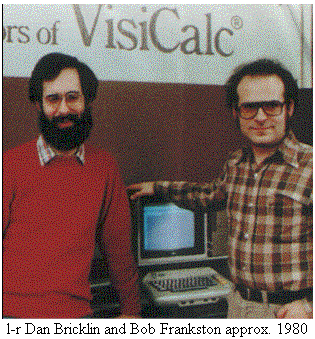 ors of VisiCalc®
l-r Dan Bricklin and Bob Frankston approx. 1980